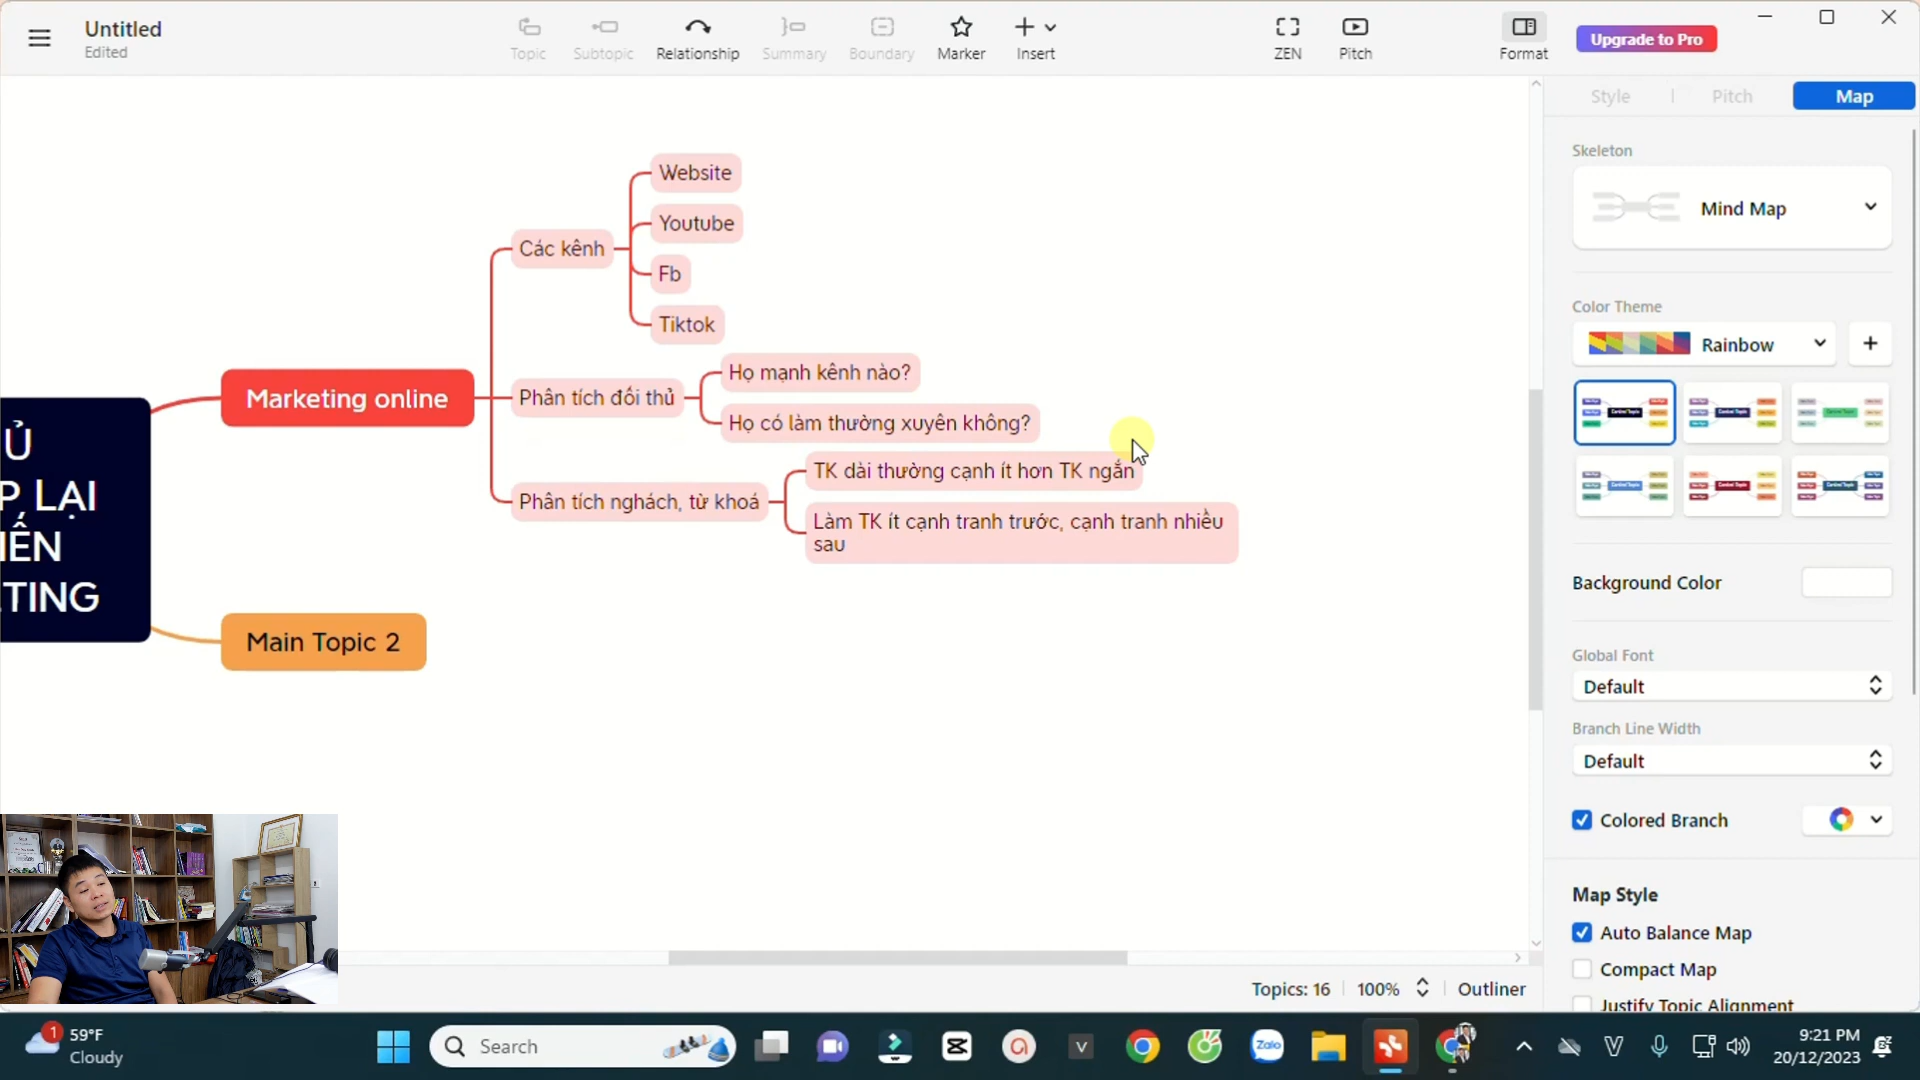 Untitled
Edited
Topic
Subtopic
Relationship
Summary
Boundary
Marker
Insert
ZEN
Pitch
Format
Upgrade to Pro
Style
Pitch
Map
Skeleton
Mind Map
Color Theme
Rainbow
Background Color
Global Font
Default
Branch Line Width
Default
Colored Branch
Map Style
Auto Balance Map
Compact Map
Justify Topic Alignment
Website
Youtube
Fb
Tiktok
Các kênh
Marketing online
Phân tích đối thủ
Họ mạnh kênh nào?
Họ có làm thường xuyên không?
Phân tích nghách, từ khoá
TK dài thường cạnh ít hơn TK ngắn
Làm TK ít cạnh tranh trước, cạnh tranh nhiều
sau
Ủ
P LẠI
IẾN
TING
Main Topic 2
Topics: 16
100%
Outliner
1
59°F
Cloudy
Search
Zalo
9:21 PM
20/12/2023